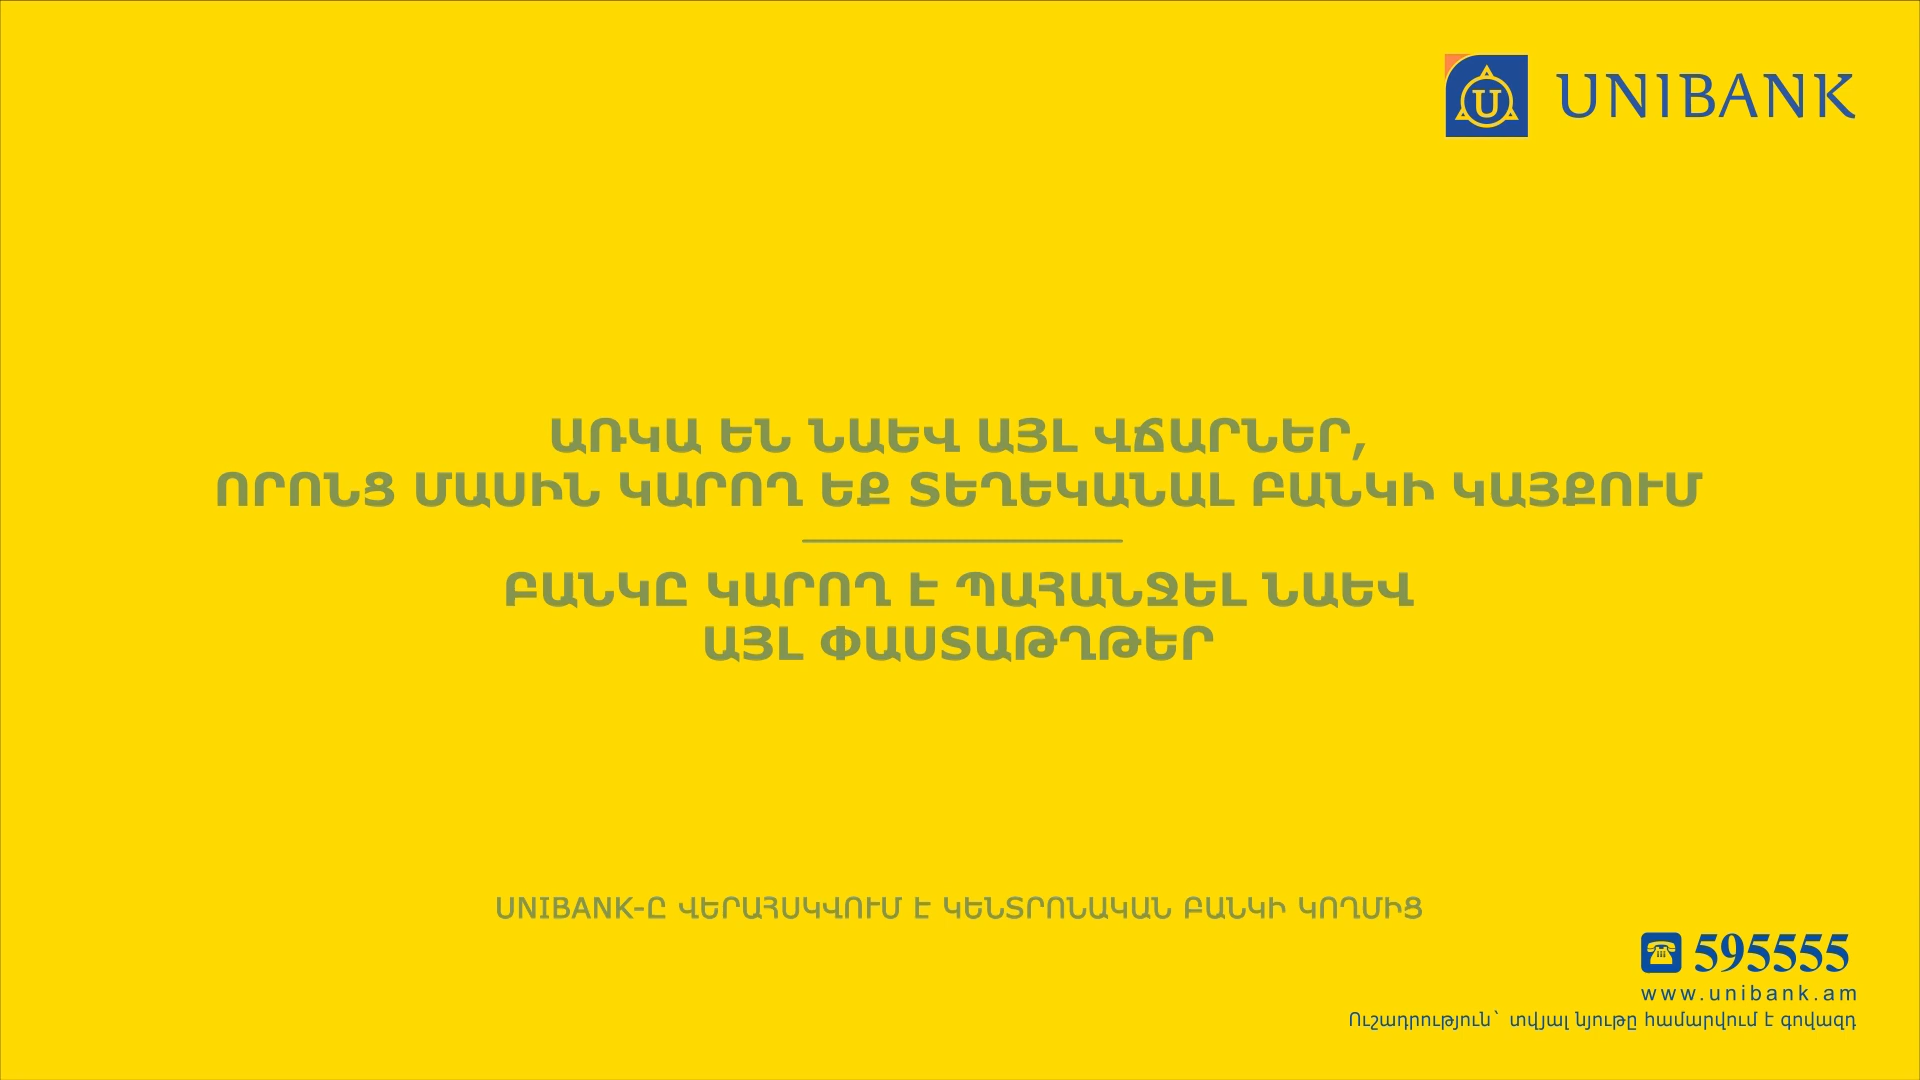 UNIBANK
ԱՌԿԱ ԵՆ ՆԱԵՎ ԱՅԼ ՎՃԱՐՆԵՐ,
ՈՐՈՆՑ ՄԱՍԻՆ ԿԱՐՈՂ ԵՔ ՏԵՂԵԿԱՆԱԼ ԲԱՆԿԻ ԿԱՅՔՈՒՄ
ԲԱՆԿԸ ԿԱՐՈՂ Է ՊԱՀԱՆՋԵԼ ՆԱԵՎ
ԱՅԼ ՓԱՍՏԱԹՂԹԵՐ
UNIBANK-Ը ՎԵՐԱՀՍԿՎՈՒՄ Է ԿԵՆՏՐՈՆԱԿԱՆ ԲԱՆԿԻ ԿՈՂՄԻՑ
595555
www.unibank.am
Ուշադրություն` տվյալ նյութը համարվում է գովազդ